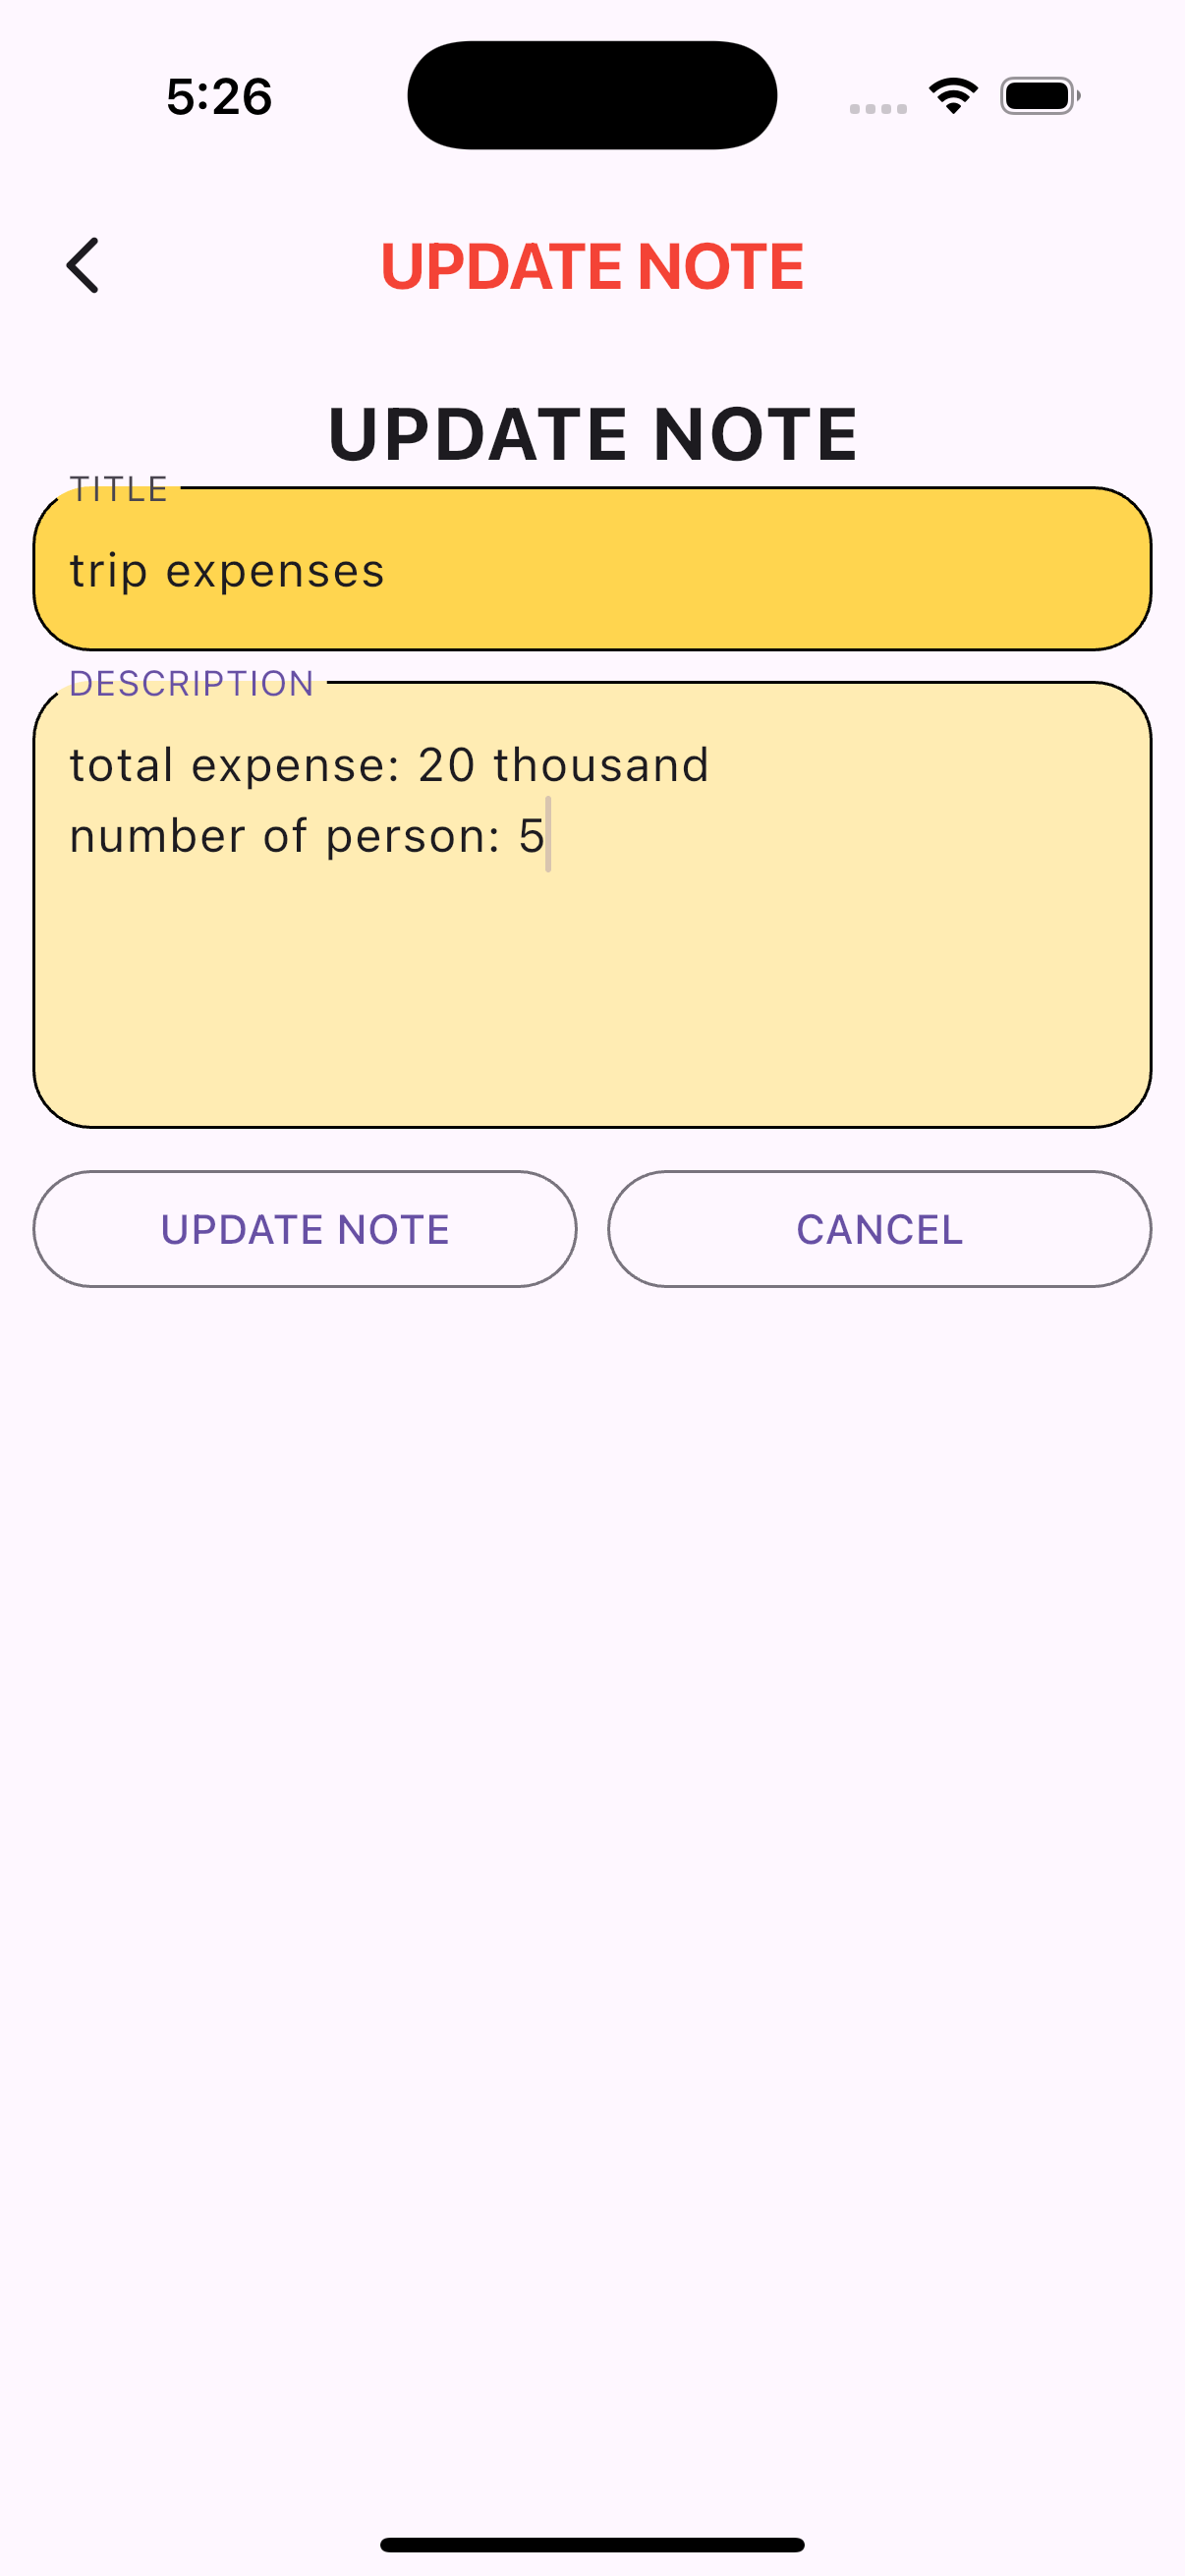 5:26
UPDATE NOTE
UPDATE NOTE
TITLE
trip expenses
DESCRIPTION
total expense: 20 thousand
number of person: 5
UPDATE NOTE
CANCEL